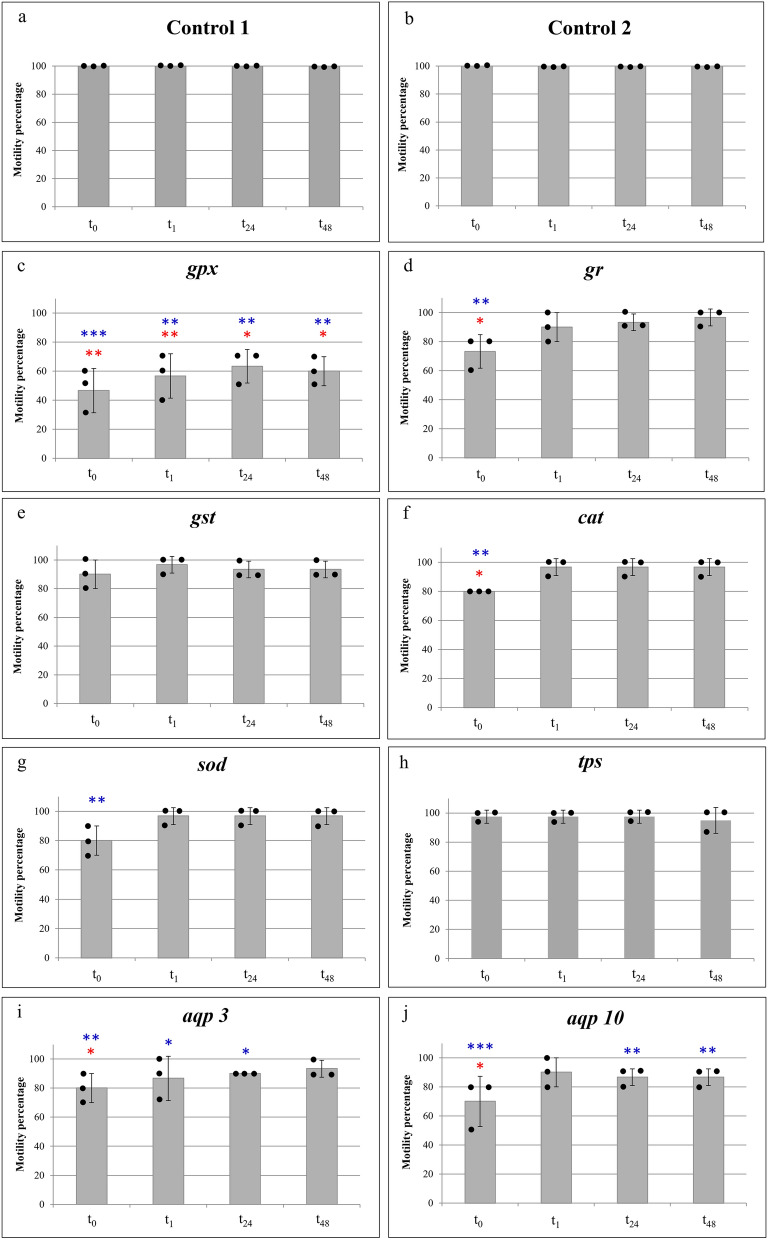 a
Control 1
Motility percentage
100
80
60
40
20
0
t0 t1 t24 t48
b
Control 2
Motility percentage
100
80
60
40
20
0
t0 t1 t24 t48
c
gpx
Motility percentage
100
80
60
40
20
0
*** ** ** **
** ** * *
t0 t1 t24 t48
d
gr
Motility percentage
100
80
60
40
20
0
**
*
t0 t1 t24 t48
e
gst
Motility percentage
100
80
60
40
20
0
t0 t1 t24 t48
f
cat
Motility percentage
100
80
60
40
20
0
**
*
t0 t1 t24 t48
g
sod
Motility percentage
100
80
60
40
20
0
**
t0 t1 t24 t48
h
tps
Motility percentage
100
80
60
40
20
0
t0 t1 t24 t48
i
aqp 3
Motility percentage
100
80
60
40
20
0
** * *
*
t0 t1 t24 t48
j
aqp 10
Motility percentage
100
80
60
40
20
0
*** ** **
*
t0 t1 t24 t48